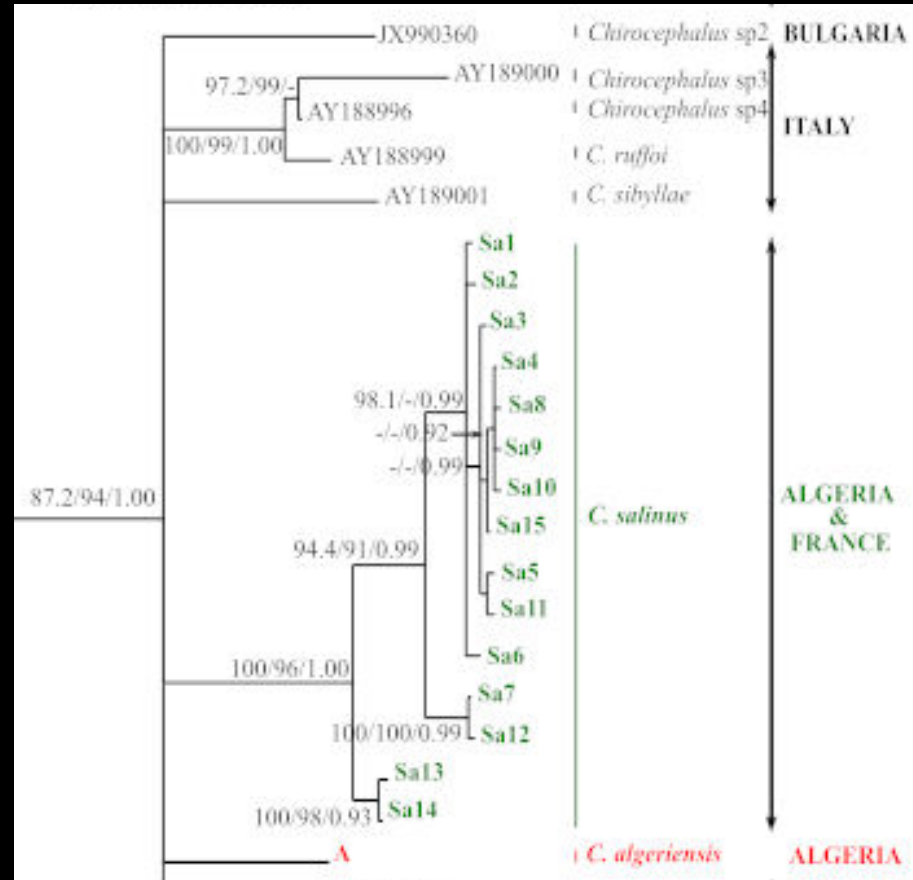 JX990360 Chirocephalus sp2 BULGARIA
97.2/99/- AY189000 Chirocephalus sp3
AY188996 Chirocephalus sp4
ITALY
100/99/1.00 AY188999 C. ruffoi
AY189001 C. sibyllae
Sa1
Sa2
Sa3
Sa4
98.1/-/0.99 Sa8
-/-/0.92 Sa9
-/-/0.99
Sa10
87.2/94/1.00 ALGERIA
Sa15 C. salinus &
94.4/91/0.99 FRANCE
Sa5
Sa11
Sa6
100/96/1.00
Sa7
100/100/0.99 Sa12
Sa13
100/98/0.93 Sa14
A C. algeriensis ALGERIA